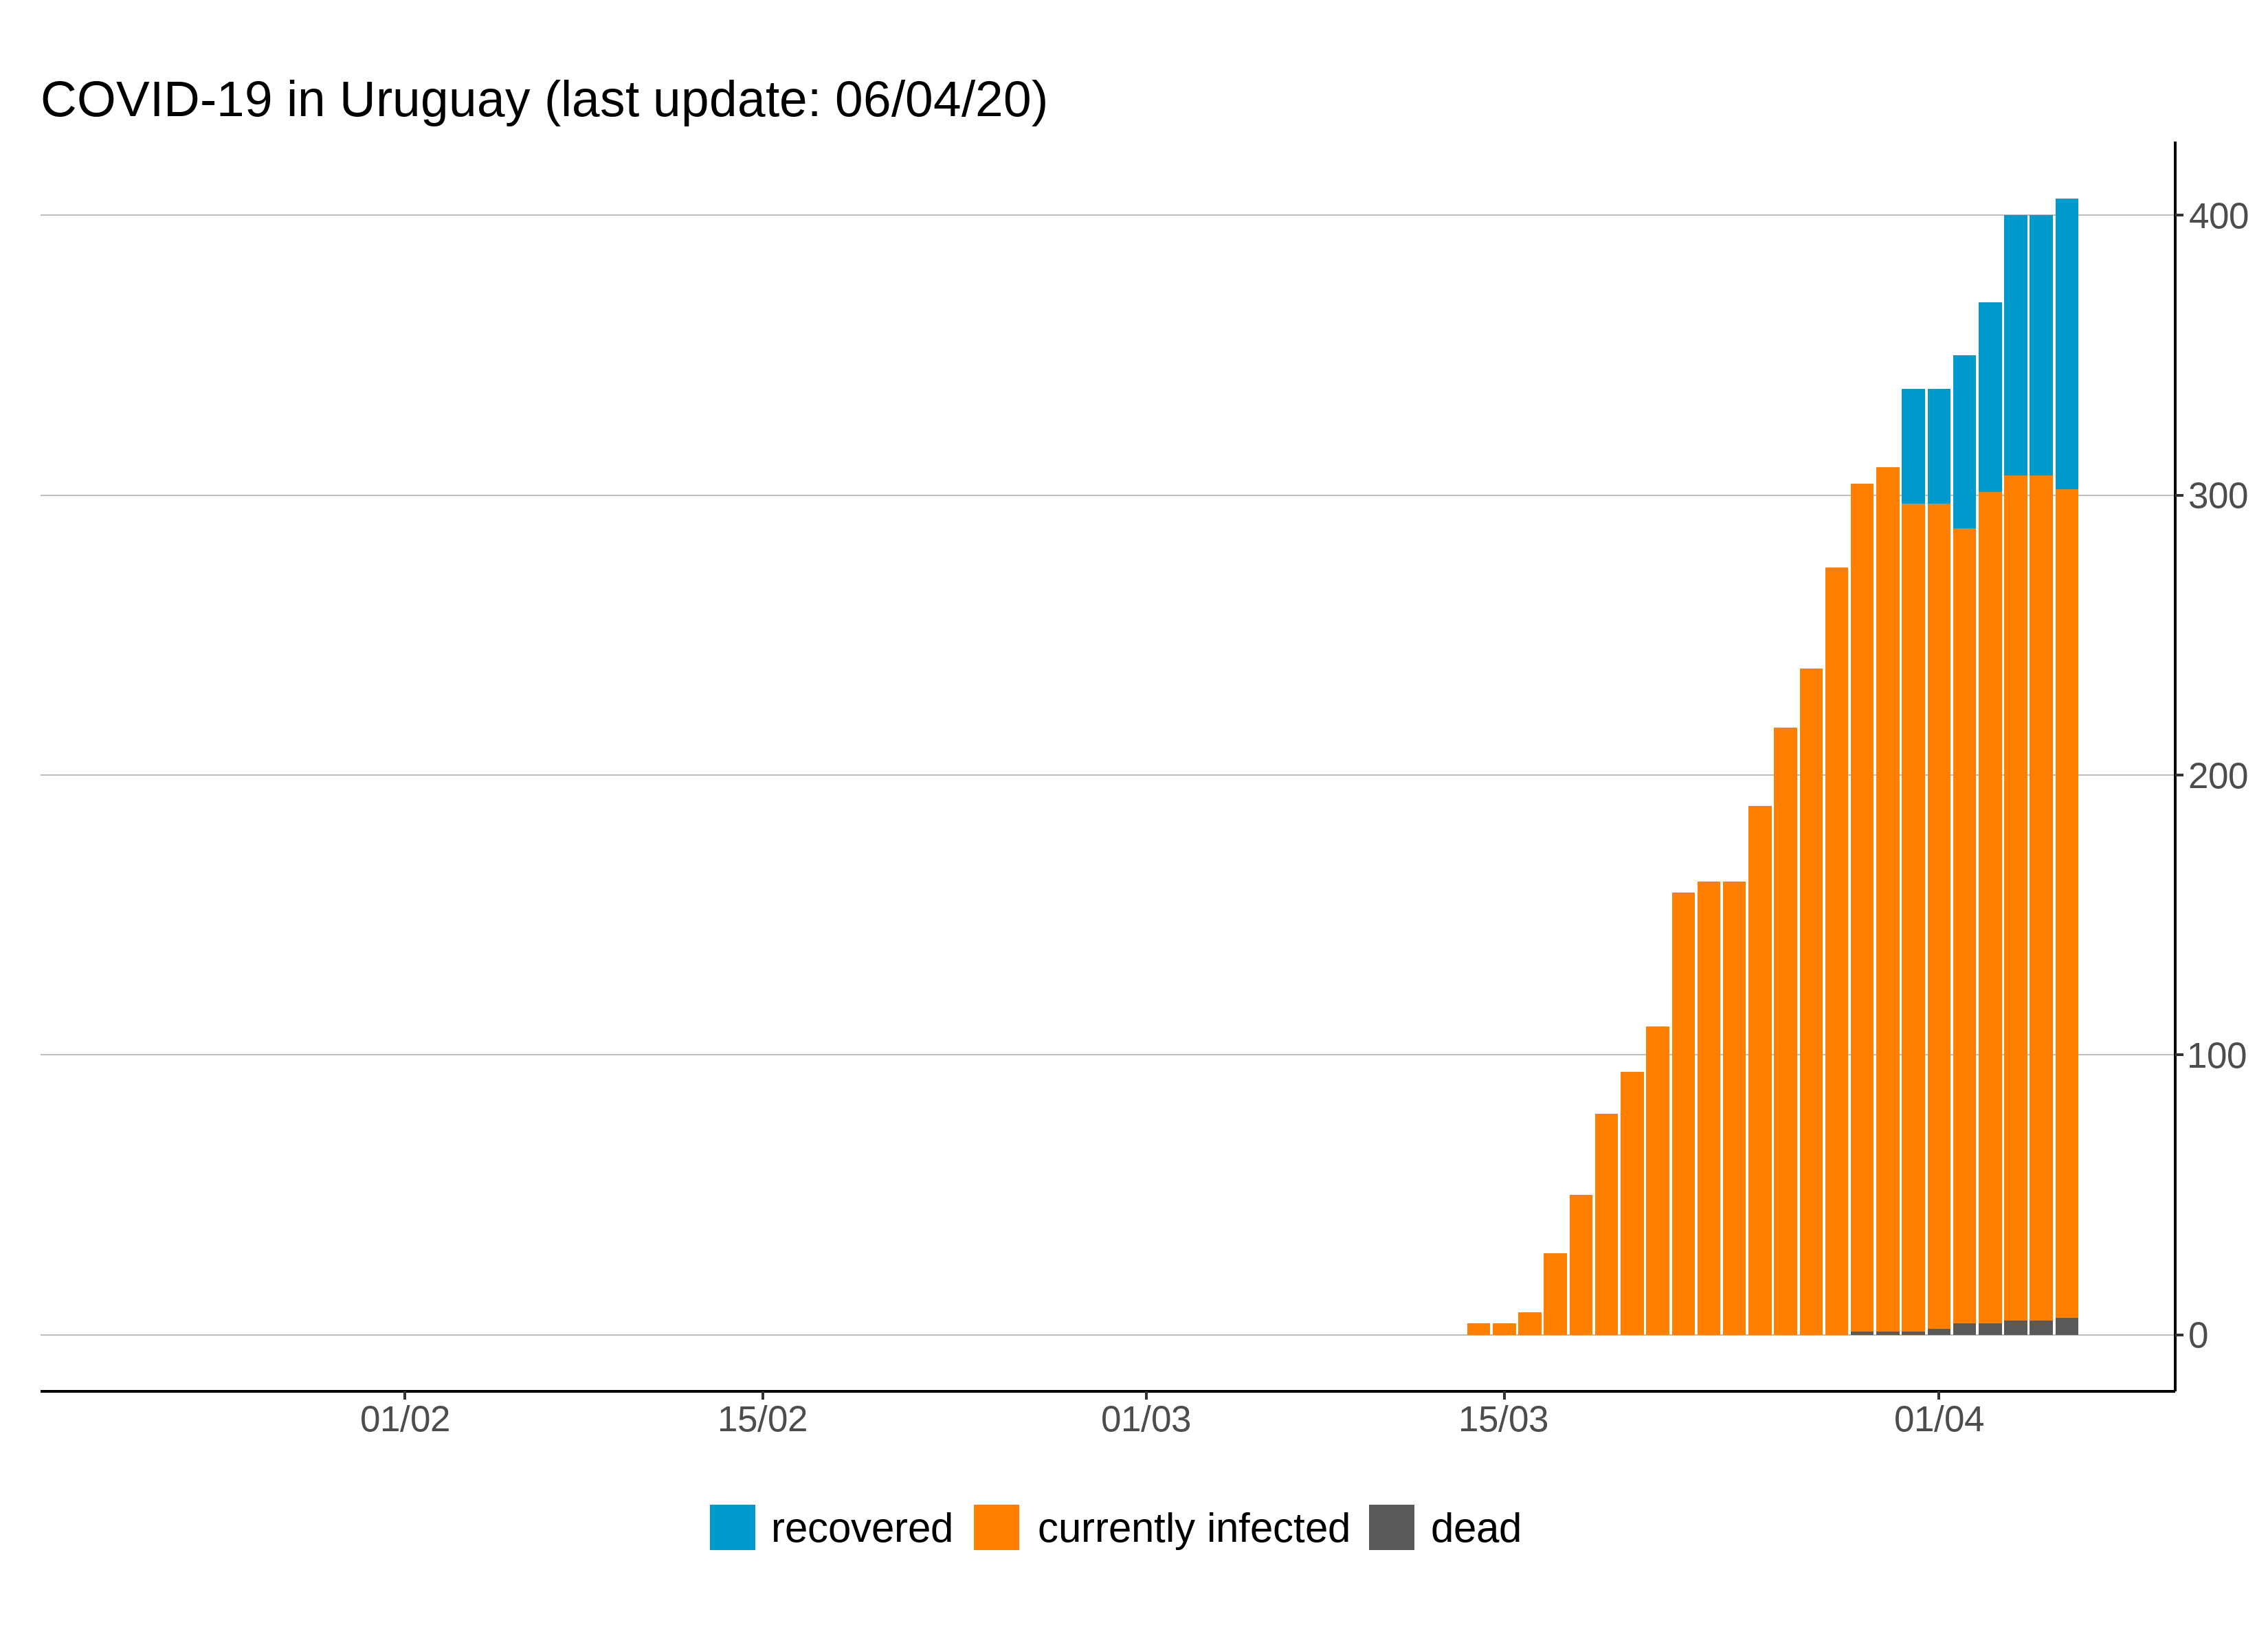 COVID-19 in Uruguay (last update: 06/04/20)
400
300
200
100
0
01/02 15/02 01/03 15/03 01/04
recovered currently infected dead